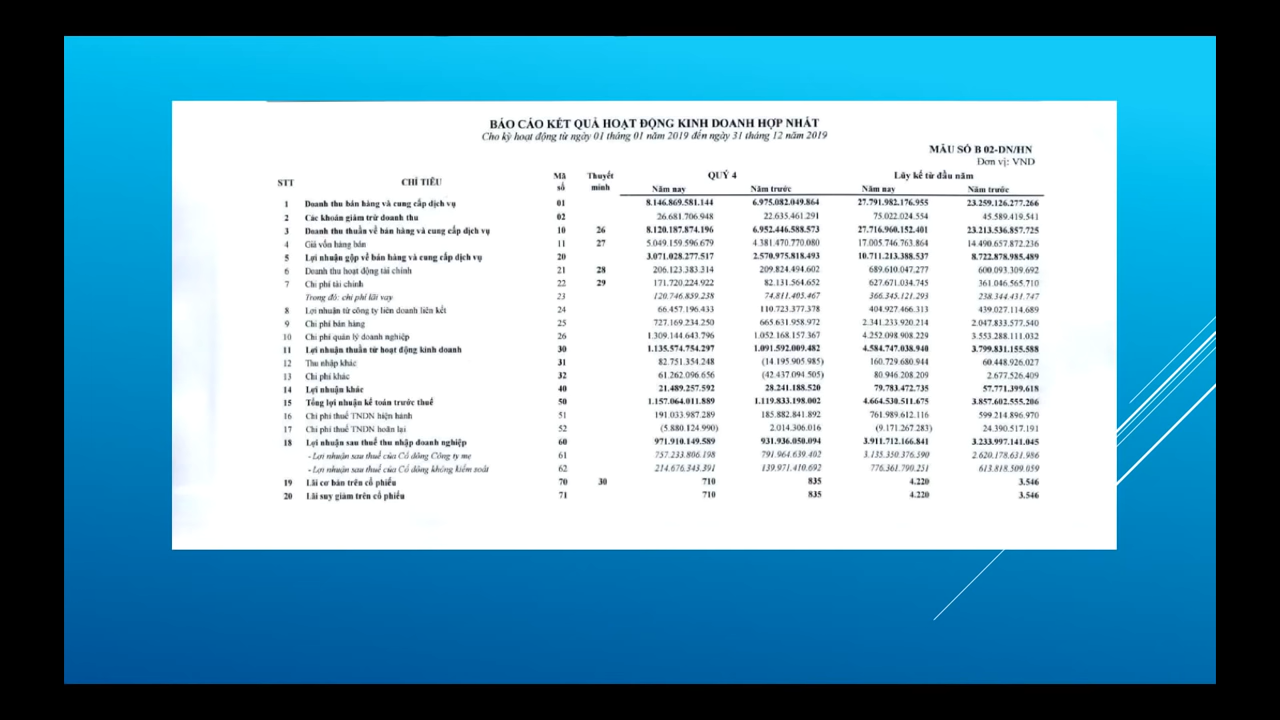 BÁO CÁO KẾT QUẢ HOẠT ĐỘNG KINH DOANH HỢP NHẤT
Cho kỳ hoạt động từ ngày 01 tháng 01 năm 2019 đến ngày 31 tháng 12 năm 2019
MẪU SỐ B 02-DN/HN
Đơn vị: VND
STT CHỈ TIÊU Mã số Thuyết minh QUÝ 4 Lũy kế từ đầu năm
Năm nay Năm trước Năm nay Năm trước
1 Doanh thu bán hàng và cung cấp dịch vụ 01 8.146.869.581.144 6.975.082.049.864 27.791.982.176.955 23.259.126.277.266
2 Các khoản giảm trừ doanh thu 02 26.681.706.948 22.635.461.291 75.022.024.554 45.589.419.541
3 Doanh thu thuần về bán hàng và cung cấp dịch vụ 10 26 8.120.187.874.196 6.952.446.588.573 27.716.960.152.401 23.213.536.857.725
4 Giá vốn hàng bán 11 27 5.049.159.596.679 4.381.470.770.080 17.005.746.763.864 14.490.657.872.236
5 Lợi nhuận gộp về bán hàng và cung cấp dịch vụ 20 3.071.028.277.517 2.570.975.818.493 10.711.213.388.537 8.722.878.985.489
6 Doanh thu hoạt động tài chính 21 28 206.123.383.314 209.824.494.602 689.610.047.277 600.093.309.692
7 Chi phí tài chính 22 29 171.720.224.922 82.131.564.652 627.671.034.745 361.046.565.710
Trong đó: chi phí lãi vay 23 120.746.859.238 74.811.405.467 366.345.121.293 238.344.431.747
8 Lợi nhuận từ công ty liên doanh liên kết 24 66.457.196.433 110.723.377.378 404.927.466.313 439.027.114.689
9 Chi phí bán hàng 25 727.169.234.250 665.631.958.972 2.341.233.920.214 2.047.833.577.540
10 Chi phí quản lý doanh nghiệp 26 1.309.144.643.796 1.052.168.157.367 4.252.098.908.229 3.553.288.111.032
11 Lợi nhuận thuần từ hoạt động kinh doanh 30 1.135.574.754.297 1.091.592.009.482 4.584.747.038.940 3.799.831.155.588
12 Thu nhập khác 31 82.751.354.248 (14.195.905.985) 160.729.680.944 60.448.926.027
13 Chi phí khác 32 61.262.096.656 (42.437.094.505) 80.946.208.209 2.677.526.409
14 Lợi nhuận khác 40 21.489.257.592 28.241.188.520 79.783.472.735 57.771.399.618
15 Tổng lợi nhuận kế toán trước thuế 50 1.157.064.011.889 1.119.833.198.002 4.664.530.511.675 3.857.602.555.206
16 Chi phí thuế TNDN hiện hành 51 191.033.987.289 185.882.841.892 761.989.612.116 599.214.896.970
17 Chi phí thuế TNDN hoãn lại 52 (5.880.124.990) 2.014.306.016 (9.171.267.283) 24.390.517.191
18 Lợi nhuận sau thuế thu nhập doanh nghiệp 60 971.910.149.589 931.936.050.094 3.911.712.166.841 3.233.997.141.045
- Lợi nhuận sau thuế của Cổ đông Công ty mẹ 61 757.233.806.198 791.964.639.402 3.135.350.376.590 2.620.178.631.986
- Lợi nhuận sau thuế của Cổ đông không kiểm soát 62 214.676.343.391 139.971.410.692 776.361.790.251 613.818.509.059
19 Lãi cơ bản trên cổ phiếu 70 30 710 835 4.220 3.546
20 Lãi suy giảm trên cổ phiếu 71 710 835 4.220 3.546